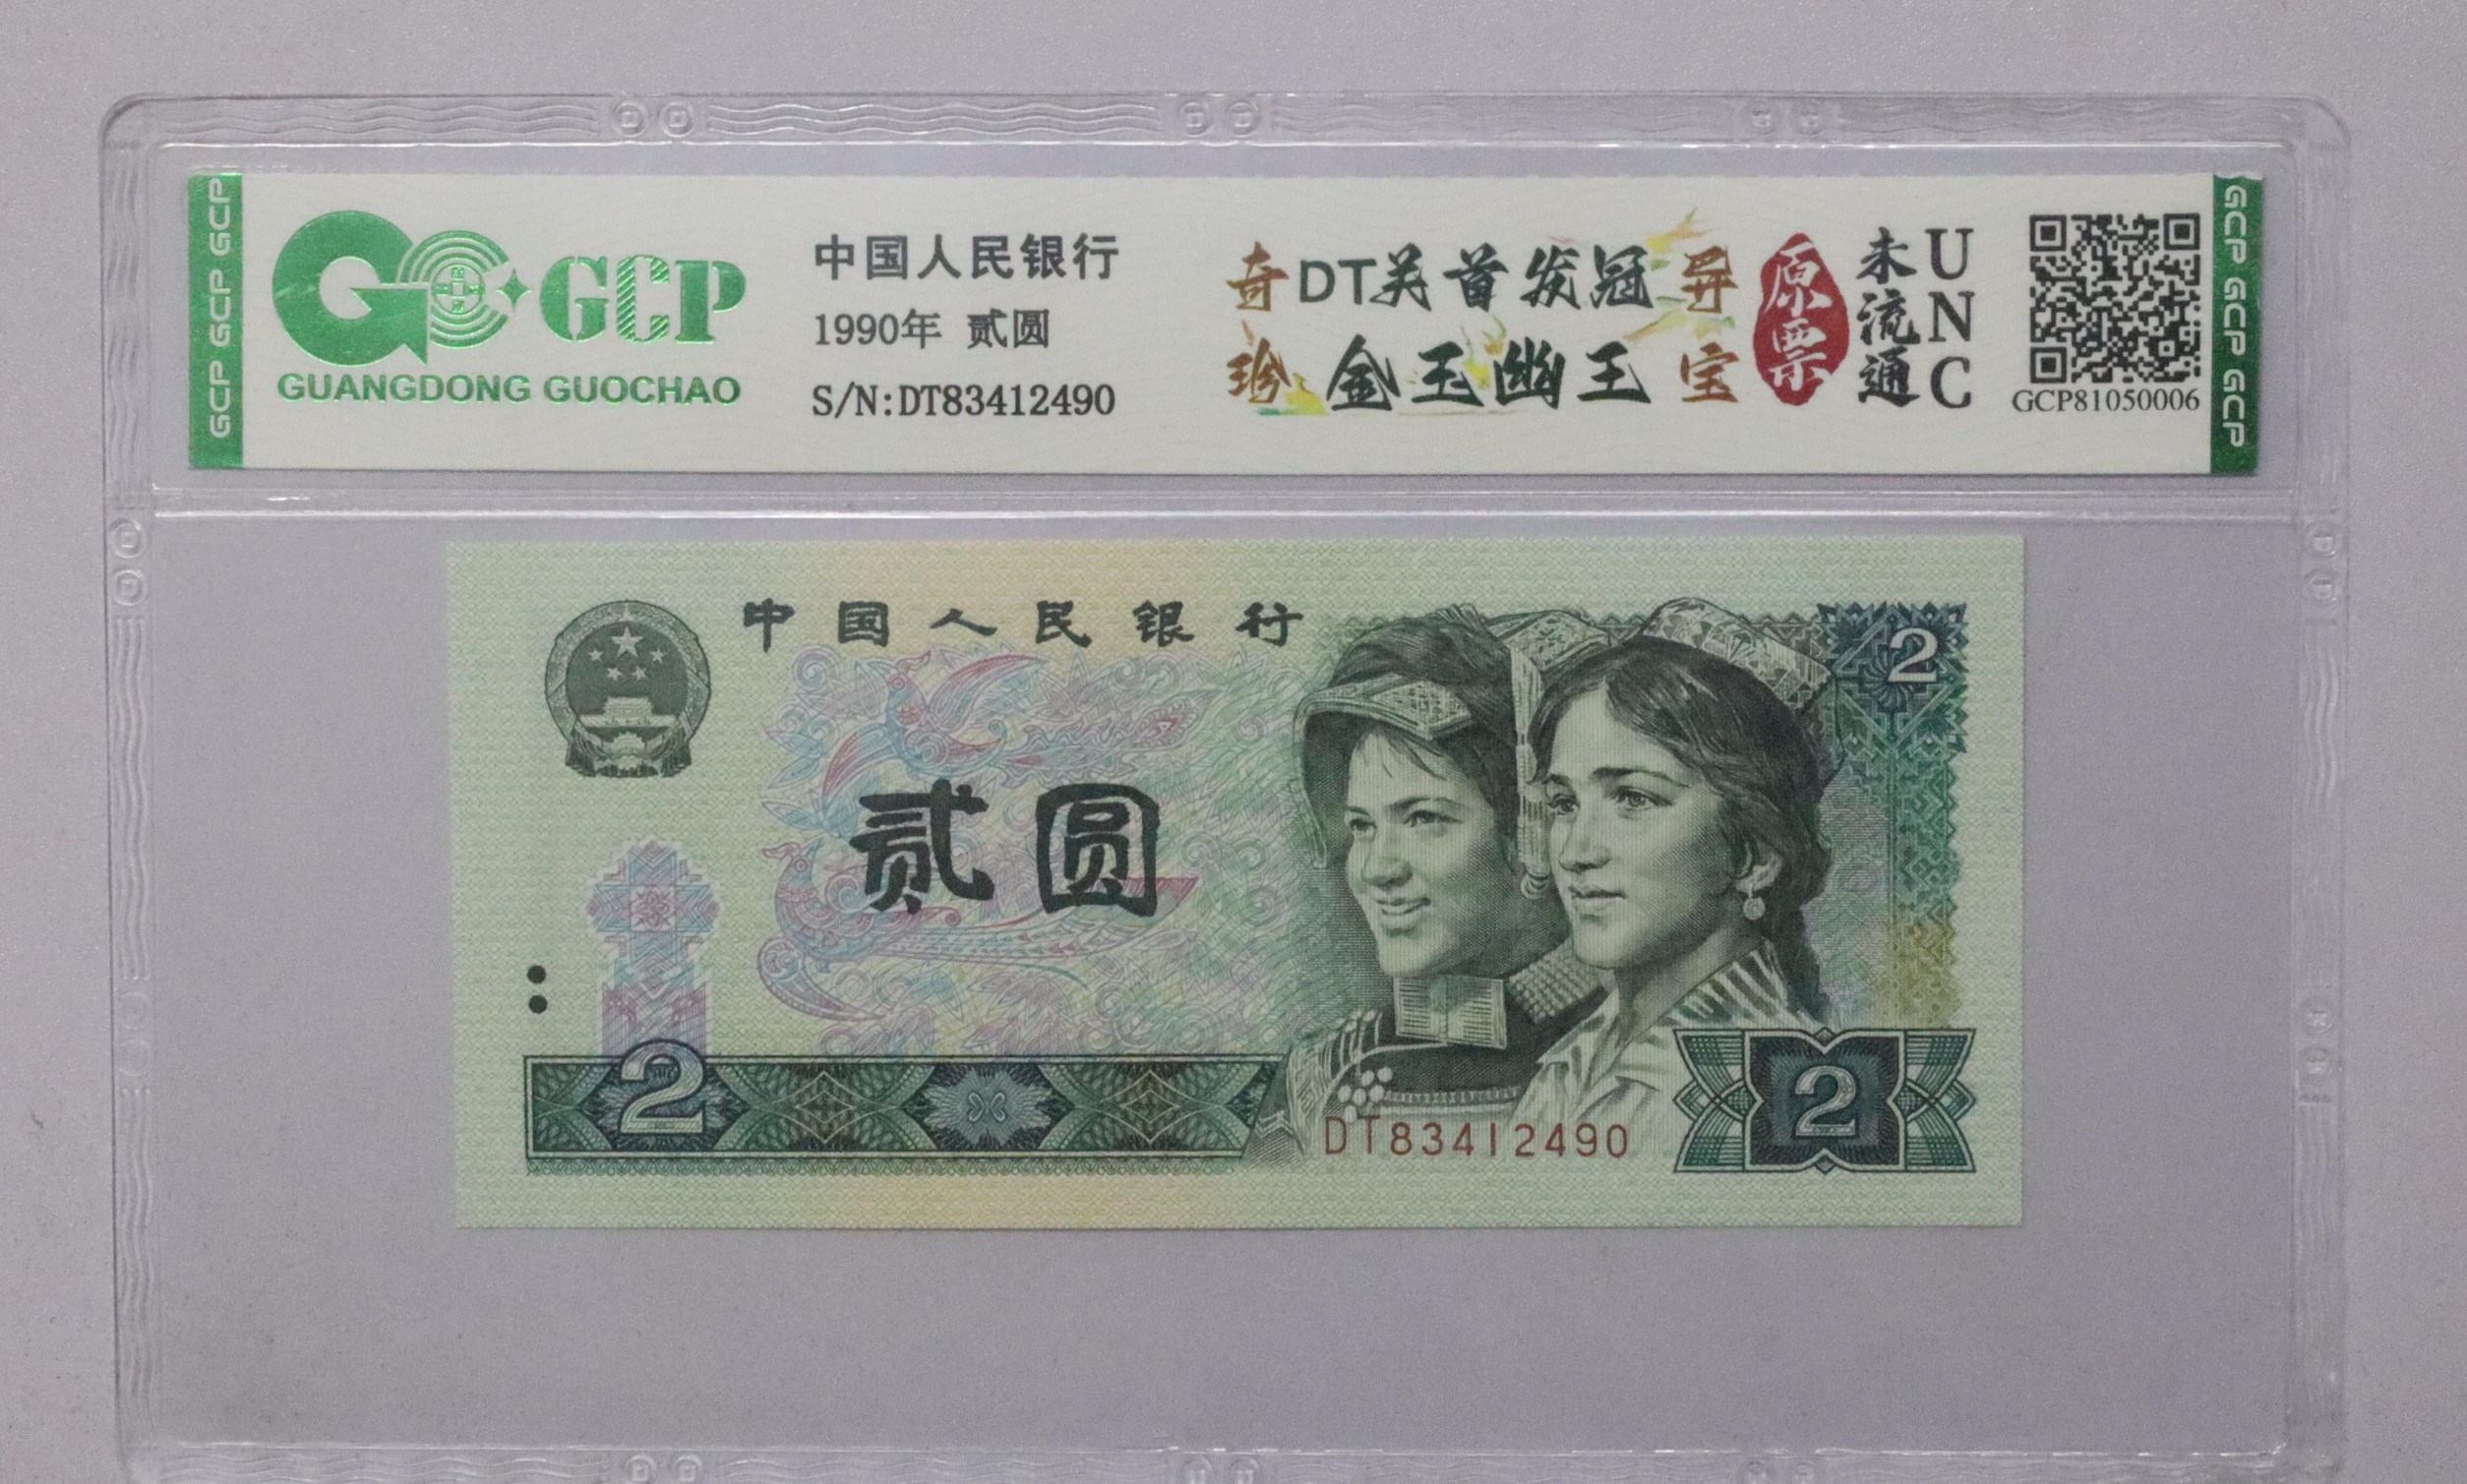 GCP GCP GCP
GCP
GUANGDONG GUOCHAO
中国人民银行
1990年 贰圆
S/N:DT83412490
奇珍
DT关首发冠
金玉幽王
异宝
原票
未流通
UNC
GCP81050006
GCP GCP GCP
中国人民银行
2
贰圆
2
DT83412490
2